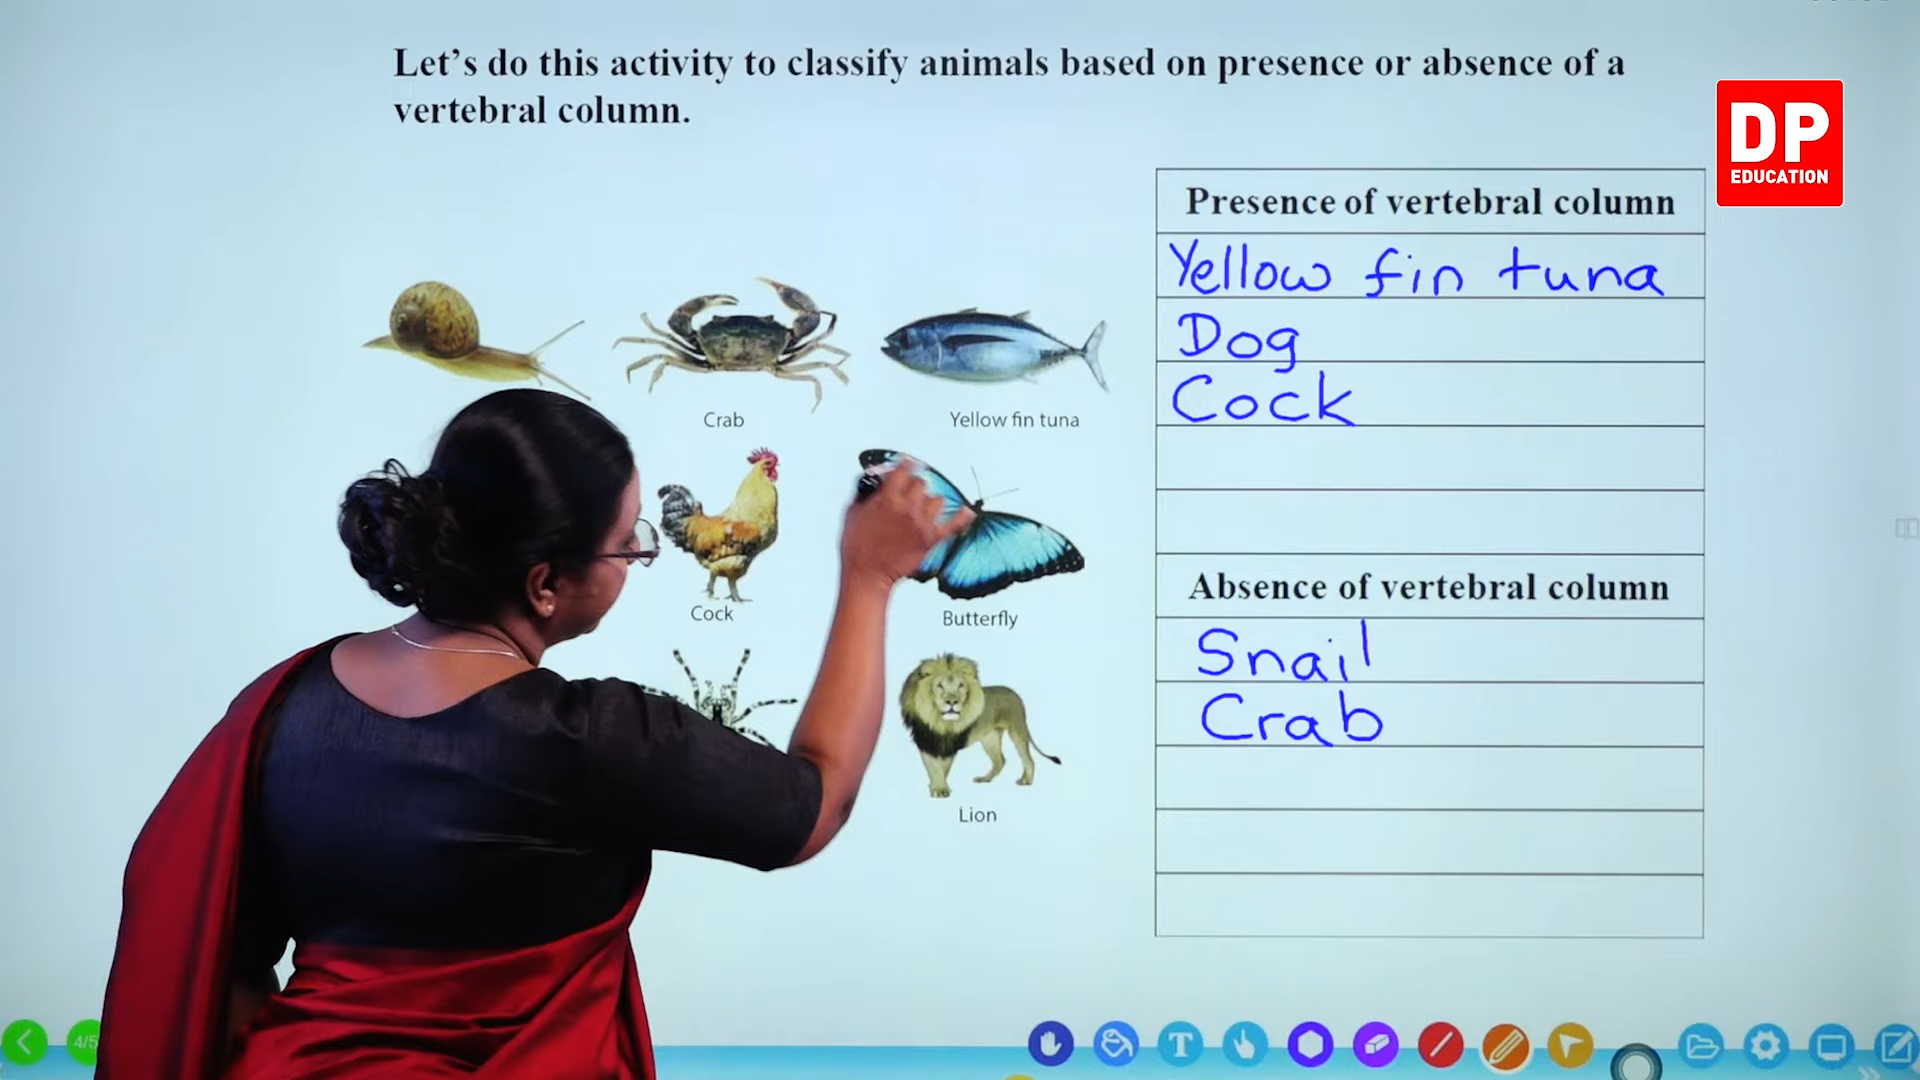 Let's do this activity to classify animals based on presence or absence of a
vertebral column.
DP
EDUCATION
Crab
Yellow fin tuna
Cock
Butterfly
Lion
Presence of vertebral column
Yellow fin tuna
Dog
Cock
Absence of vertebral column
Snail
Crab
4/5
T